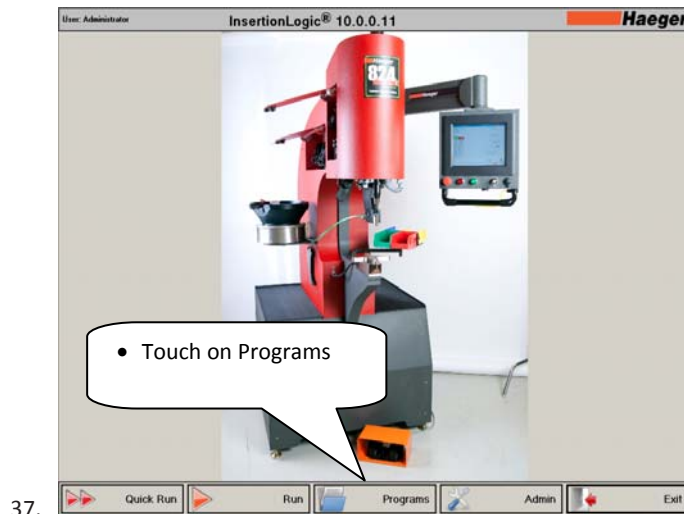 User: Administrator
InsertionLogic® 10.0.0.11
Haeger
824
• Touch on Programs
37.
Quick Run
Run
Programs
Admin
Exit